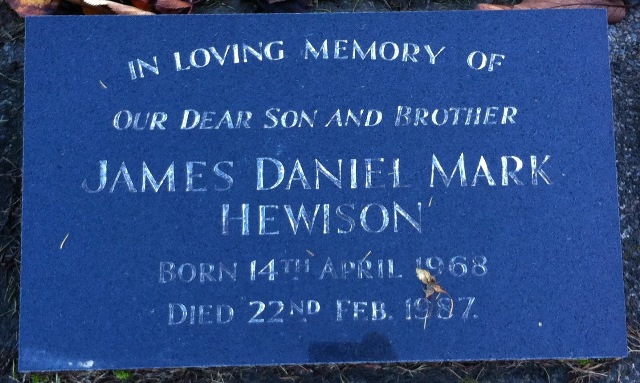 IN LOVING MEMORY OF
OUR DEAR SON AND BROTHER
JAMES DANIEL MARK
HEWISON
BORN 14TH APRIL 1968
DIED 22ND FEB. 1987.